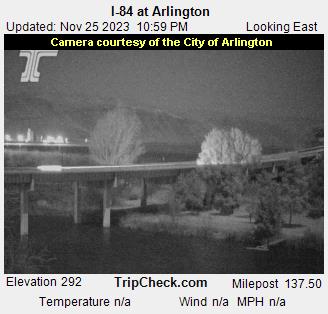 I-84 at Arlington
Updated: Nov 25 2023 10:59 PM Looking East
Camera courtesy of the City of Arlington
Elevation 292 TripCheck.com Milepost 137.50
Temperature n/a Wind n/a MPH n/a